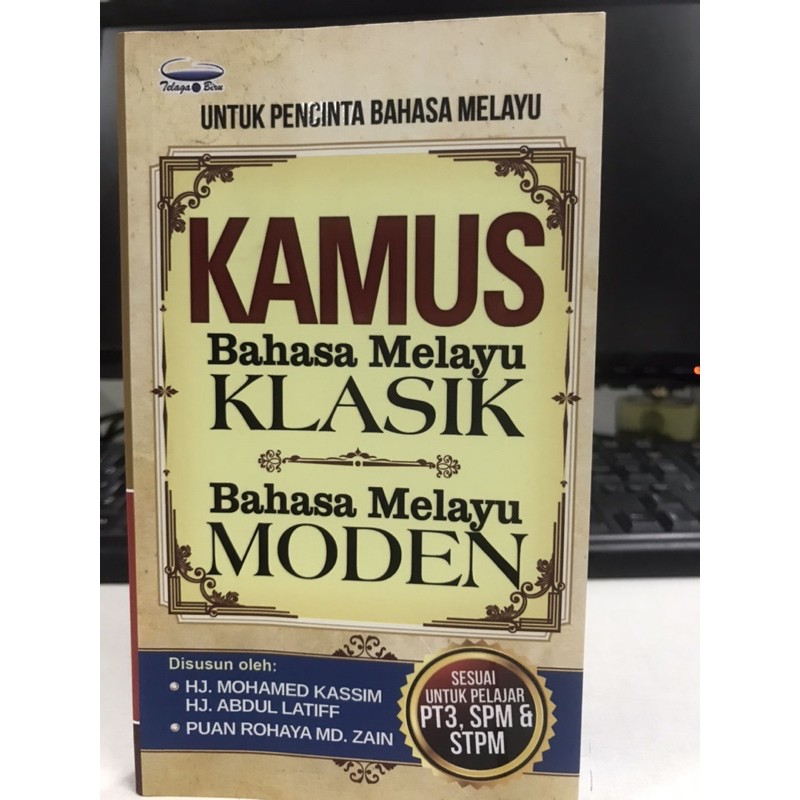 Telaga Biru
UNTUK PENCINTA BAHASA MELAYU
KAMUS
Bahasa Melayu
KLASIK
Bahasa Melayu
MODEN
Disusun oleh:
• HJ. MOHAMED KASSIM
HJ. ABDUL LATIFF
• PUAN ROHAYA MD. ZAIN
SESUAI
UNTUK PELAJAR
PT3, SPM &
STPM